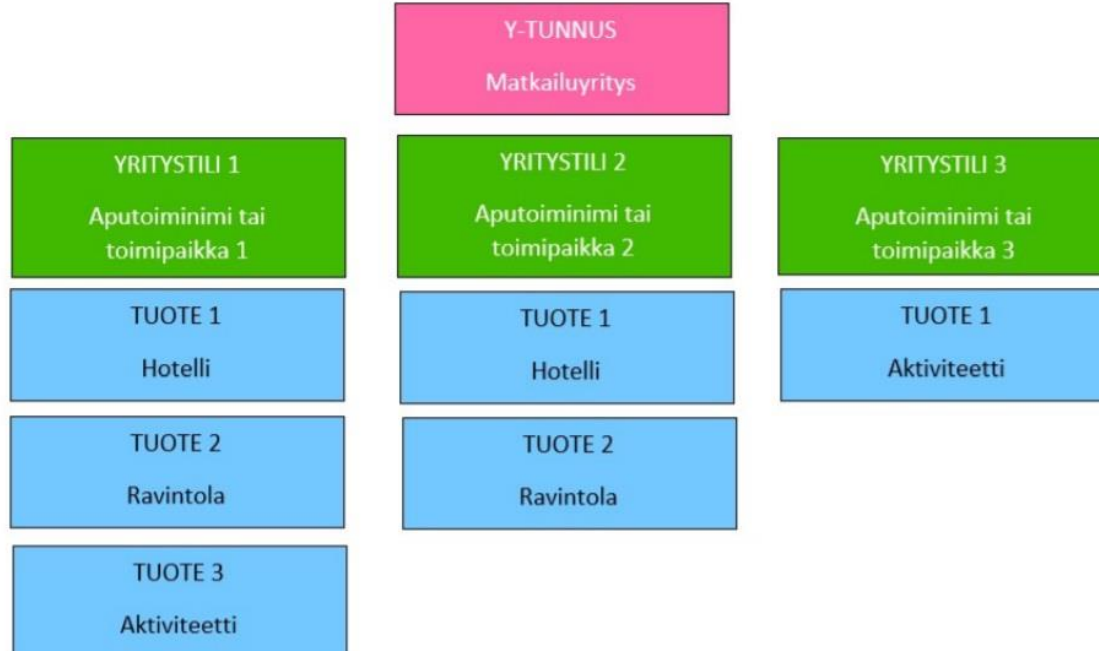 Y-TUNNUS
Matkailuyritys
YRITYSTILI 1
Aputoiminimi tai
toimipaikka 1
YRITYSTILI 2
Aputoiminimi tai
toimipaikka 2
YRITYSTILI 3
Aputoiminimi tai
toimipaikka 3
TUOTE 1
Hotelli
TUOTE 1
Hotelli
TUOTE 1
Aktiviteetti
TUOTE 2
Ravintola
TUOTE 2
Ravintola
TUOTE 3
Aktiviteetti